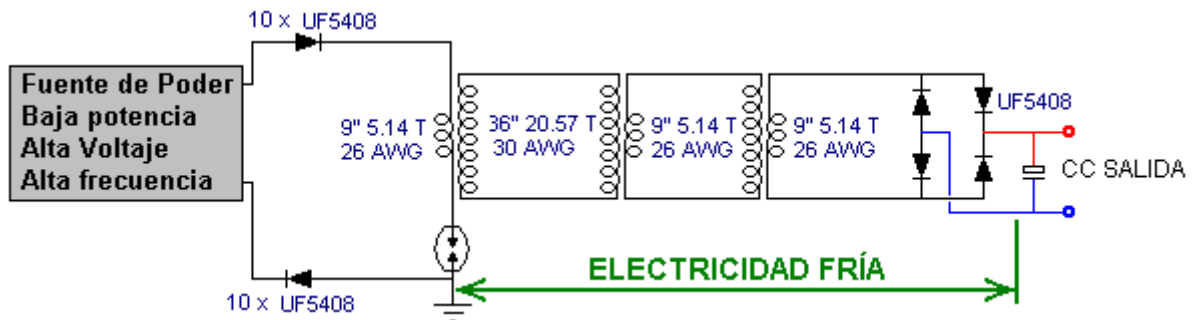 10 x UF5408
Fuente de Poder
Baja potencia
Alta Voltaje
Alta frecuencia
9" 5.14 T
26 AWG
36" 20.57 T
30 AWG
9" 5.14 T
26 AWG
9" 5.14 T
26 AWG
UF5408
CC SALIDA
ELECTRICIDAD FRÍA
10 x UF5408